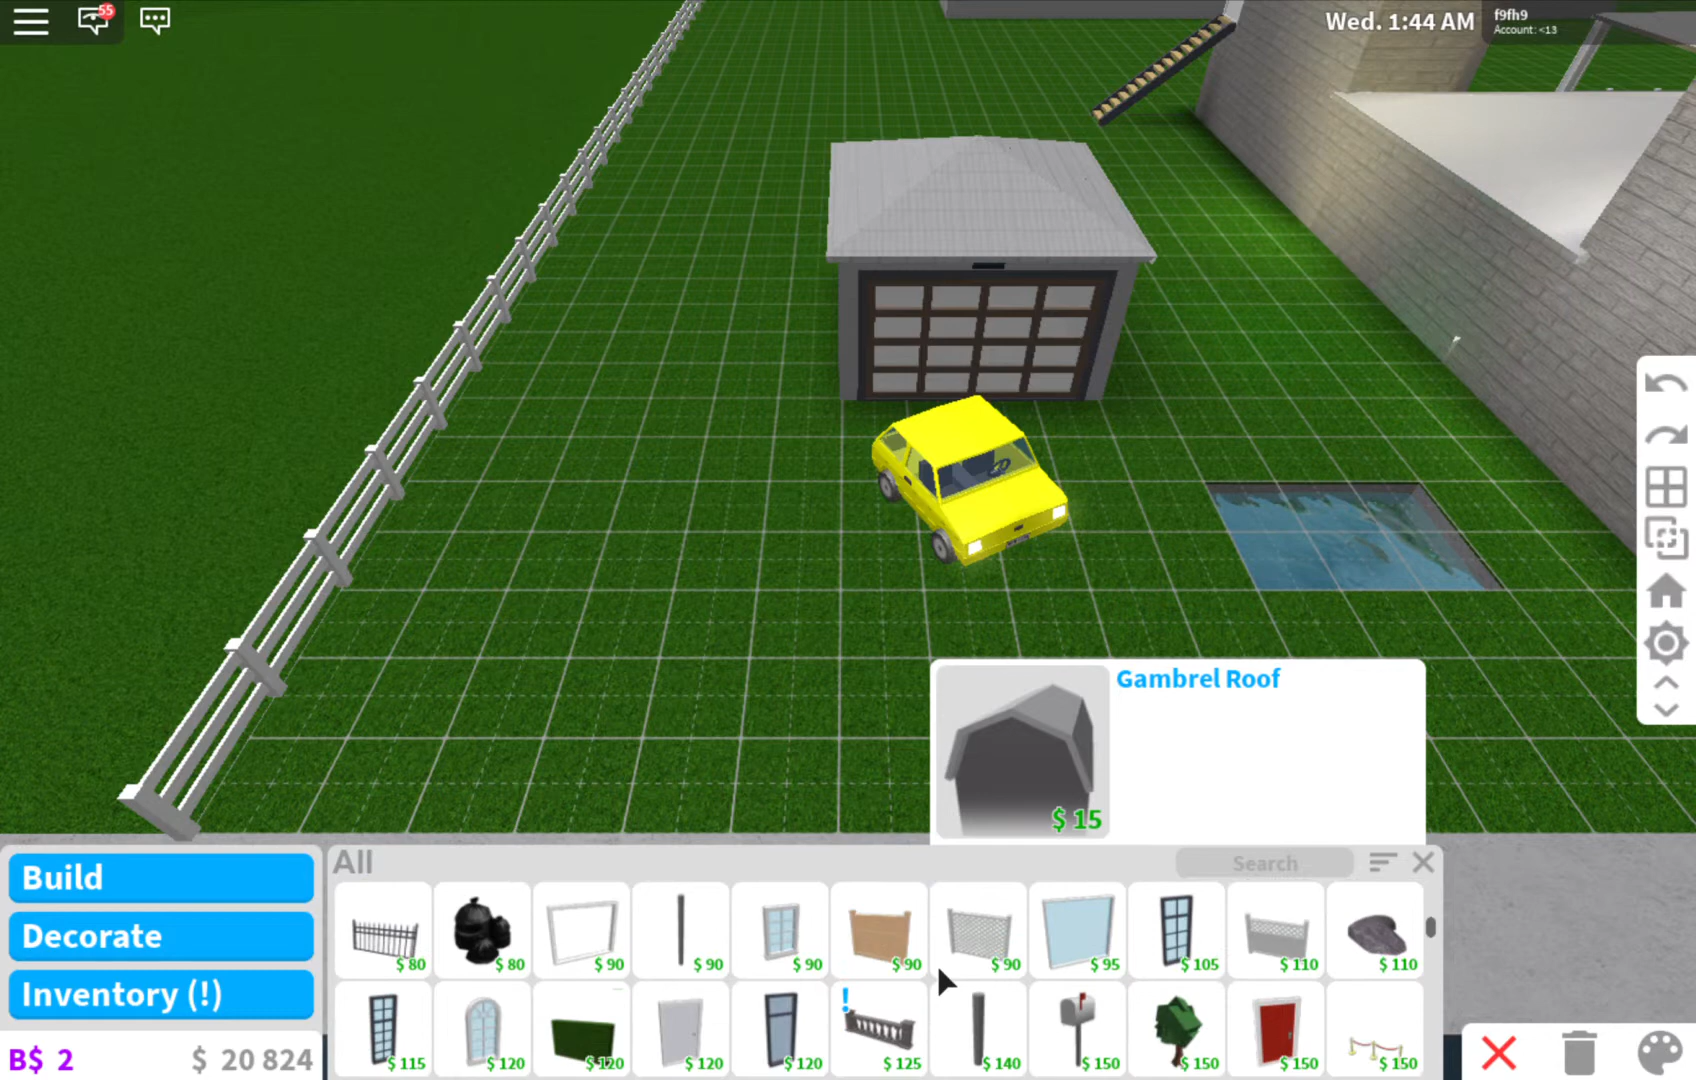 55
Wed. 1:44 AM
f9fh9
Account: <13
Gambrel Roof
$ 15
Build
Decorate
Inventory (!)
B$ 2
$ 20 824
All
Search
$ 80
$ 80
$ 90
$ 90
$ 90
$ 90
$ 90
$ 95
$ 105
$ 110
$ 110
!
$ 115
$ 120
$ 120
$ 120
$ 120
$ 125
$ 140
$ 150
$ 150
$ 150
$ 150